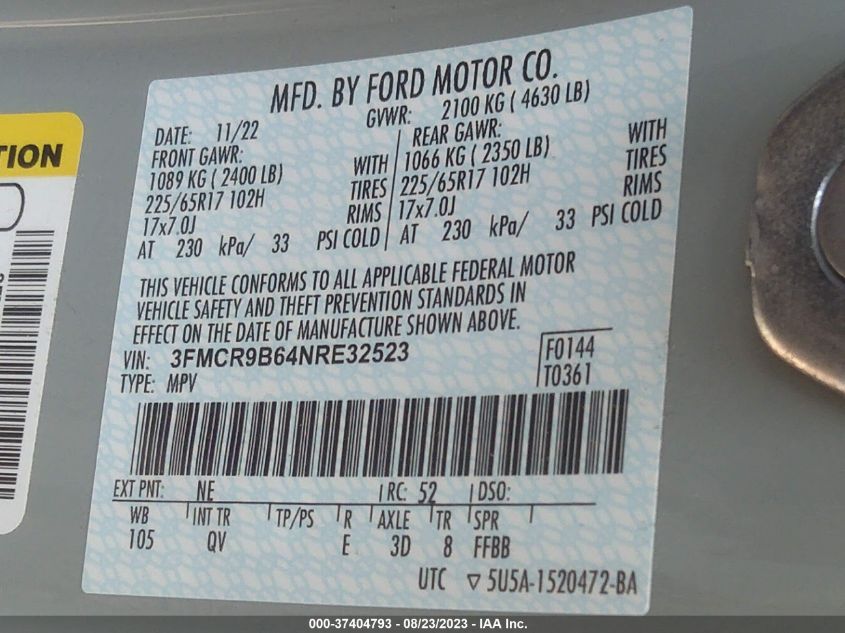 TION
MFD. BY FORD MOTOR CO.
DATE: 11/22 GVWR: 2100 KG ( 4630 LB)
FRONT GAWR: REAR GAWR:
1089 KG ( 2400 LB) WITH 1066 KG ( 2350 LB) WITH
225/65R17 102H TIRES 225/65R17 102H TIRES
17x7.0J RIMS 17x7.0J RIMS
AT 230 kPa/ 33 PSI COLD AT 230 kPa/ 33 PSI COLD
THIS VEHICLE CONFORMS TO ALL APPLICABLE FEDERAL MOTOR
VEHICLE SAFETY AND THEFT PREVENTION STANDARDS IN
EFFECT ON THE DATE OF MANUFACTURE SHOWN ABOVE.
VIN: 3FMCR9B64NRE32523 F0144
TYPE: MPV T0361
EXT PNT: NE RC: 52 DSO:
WB INT TR TP/PS R AXLE TR SPR
105 QV E 3D 8 FFBB
UTC ▽ 5U5A-1520472-BA
000-37404793 - 08/23/2023 - IAA Inc.